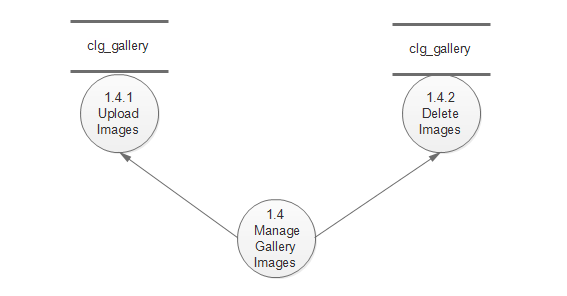 clg_gallery
clg_gallery
1.4.1
Upload
Images
1.4.2
Delete
Images
1.4
Manage
Gallery
Images